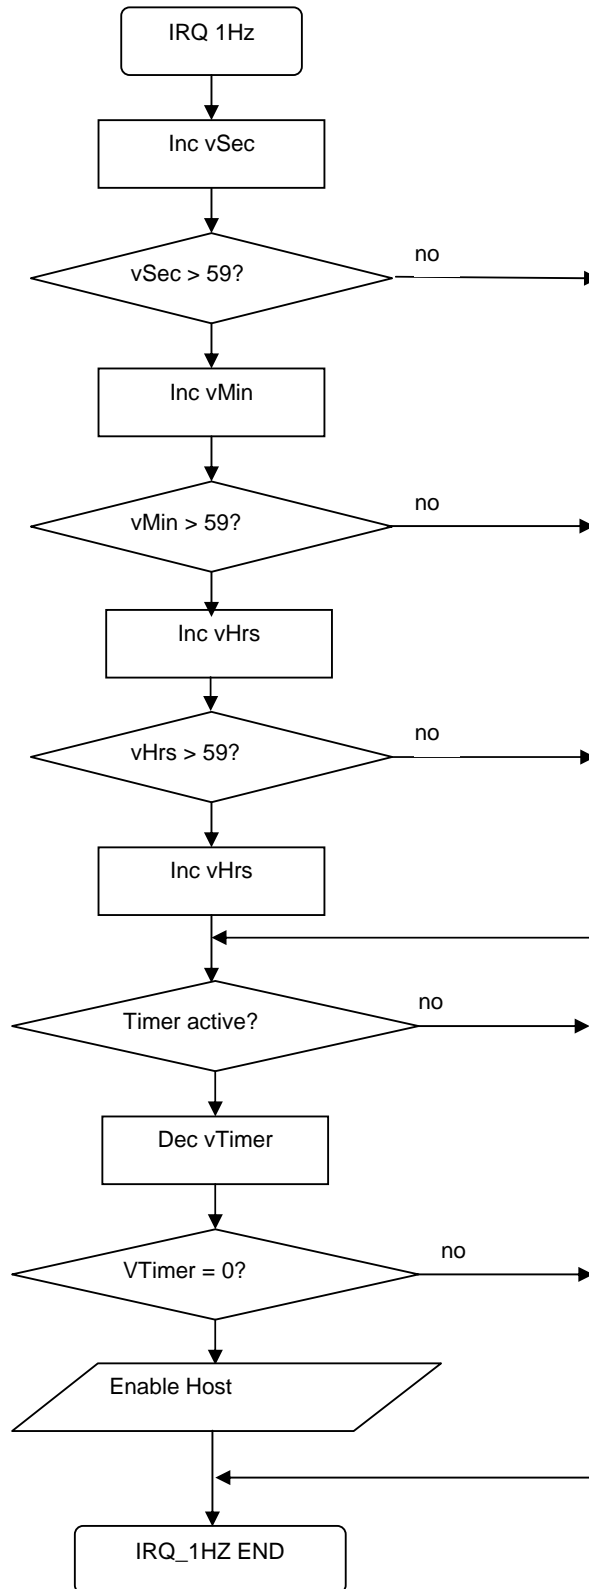 IRQ 1Hz
Inc vSec
vSec > 59?
no
Inc vMin
vMin > 59?
no
Inc vHrs
vHrs > 59?
no
Inc vHrs
Timer active?
no
Dec vTimer
VTimer = 0?
no
Enable Host
IRQ_1HZ END